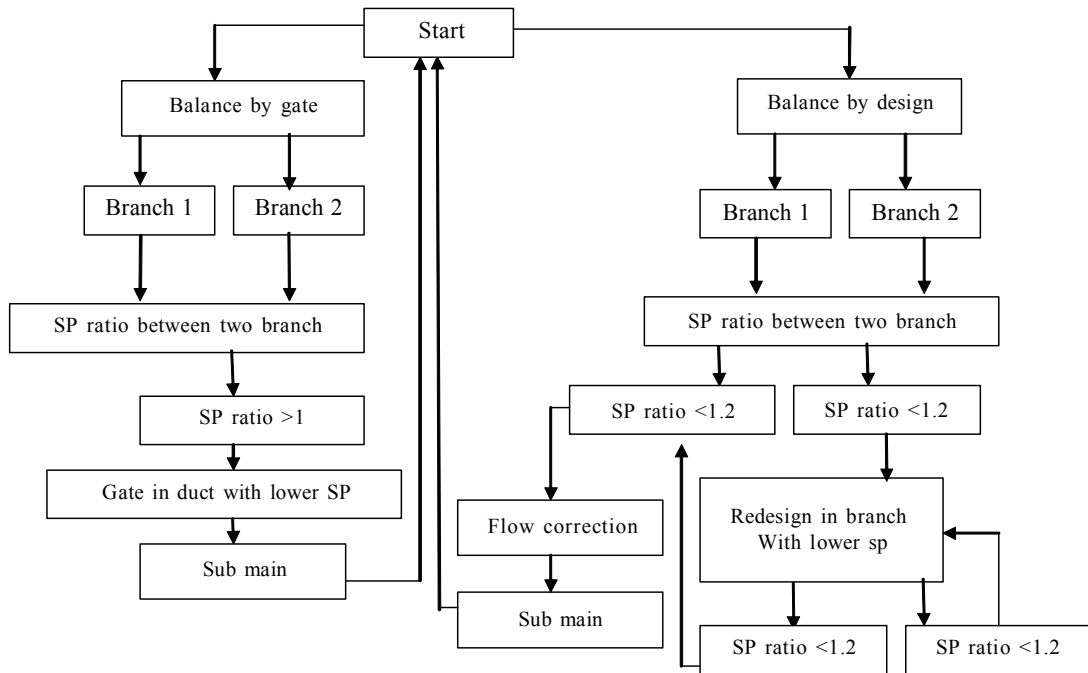 Start
Balance by gate
Balance by design
Branch 1
Branch 2
Branch 1
Branch 2
SP ratio between two branch
SP ratio between two branch
SP ratio >1
SP ratio <1.2
SP ratio <1.2
Gate in duct with lower SP
Flow correction
Redesign in branch
With lower sp
Sub main
Sub main
SP ratio <1.2
SP ratio <1.2